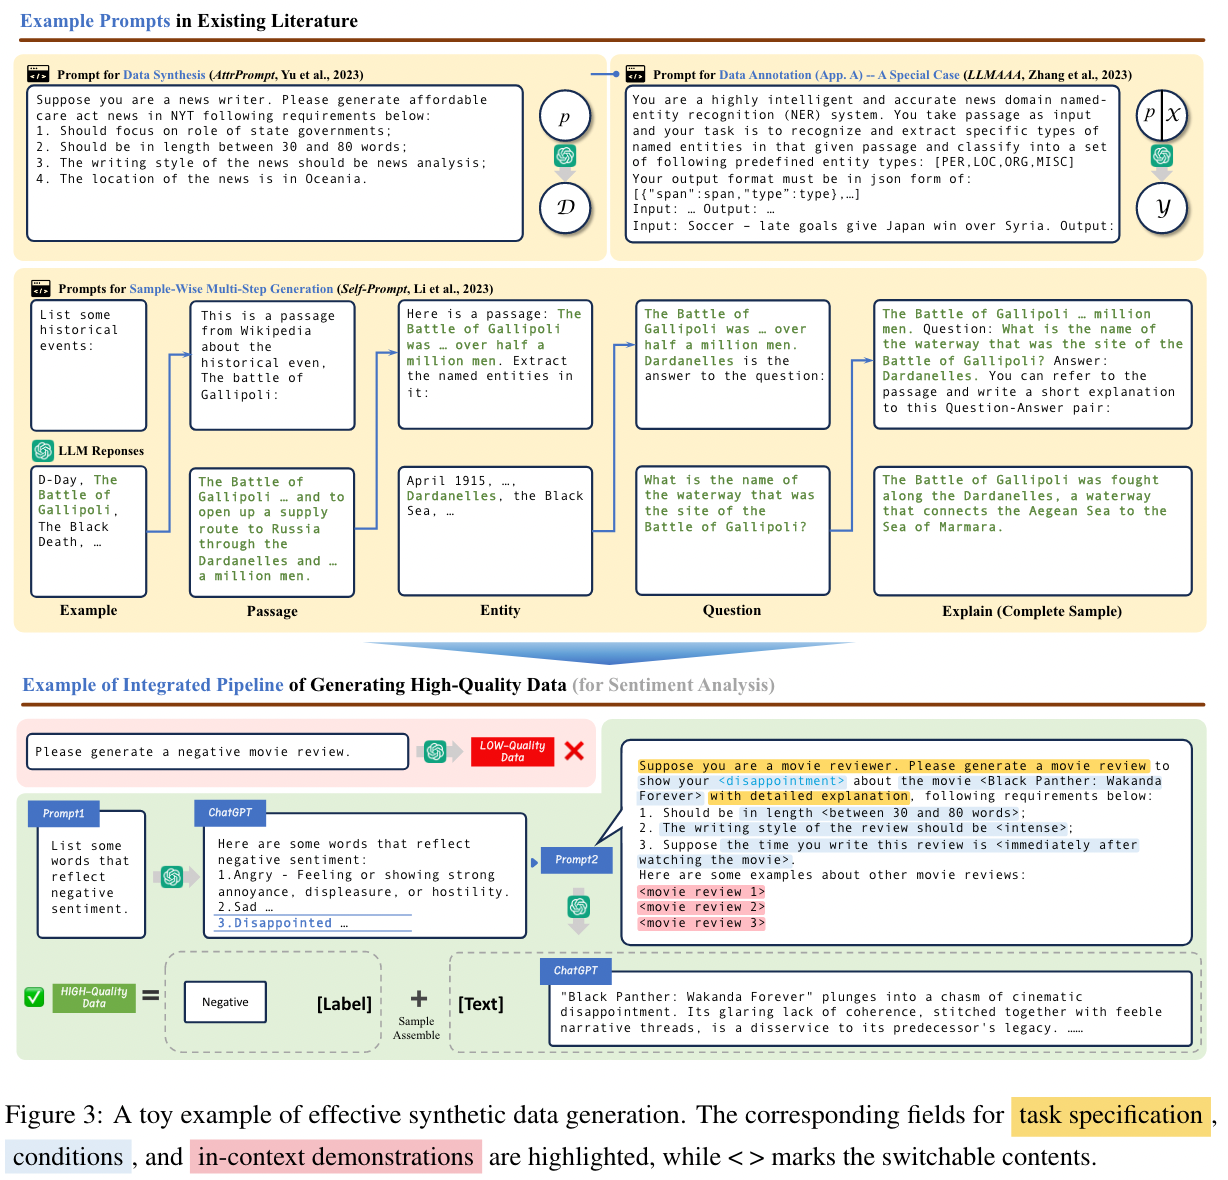 Example Prompts in Existing Literature
Prompt for Data Synthesis (AttrPrompt, Yu et al., 2023)
Suppose you are a news writer. Please generate affordable
care act news in NYT following requirements below:
1. Should focus on role of state governments;
2. Should be in length between 30 and 80 words;
3. The writing style of the news should be news analysis;
4. The location of the news is in Oceania.
p
D
Prompt for Data Annotation (App. A) -- A Special Case (LLMAAA, Zhang et al., 2023)
You are a highly intelligent and accurate news domain named-
entity recognition (NER) system. You take passage as input
and your task is to recognize and extract specific types of
named entities in that given passage and classify into a set
of following predefined entity types: [PER,LOC,ORG,MISC]
Your output format must be in json form of:
[{"span":span,"type”:type},…]
Input: … Output: …
Input: Soccer – late goals give Japan win over Syria. Output:
p X
Y
Prompts for Sample-Wise Multi-Step Generation (Self-Prompt, Li et al., 2023)
List some
historical
events:
This is a passage
from Wikipedia
about the
historical even,
The battle of
Gallipoli:
Here is a passage: The
Battle of Gallipoli
was … over half a
million men. Extract
the named entities in
it:
The Battle of
Gallipoli was … over
half a million men.
Dardanelles is the
answer to the question:
The Battle of Gallipoli … million
men. Question: What is the name of
the waterway that was the site of the
Battle of Gallipoli? Answer:
Dardanelles. You can refer to the
passage and write a short explanation
to this Question-Answer pair:
LLM Reponses
D-Day, The
Battle of
Gallipoli,
The Black
Death, …
The Battle of
Gallipoli … and to
open up a supply
route to Russia
through the
Dardanelles and …
a million men.
April 1915, …,
Dardanelles, the Black
Sea, …
What is the name of
the waterway that was
the site of the
Battle of Gallipoli?
The Battle of Gallipoli was fought
along the Dardanelles, a waterway
that connects the Aegean Sea to the
Sea of Marmara.
Example
Passage
Entity
Question
Explain (Complete Sample)
Example of Integrated Pipeline of Generating High-Quality Data (for Sentiment Analysis)
Please generate a negative movie review.
LOW-Quality
Data
Prompt1
List some
words that
reflect
negative
sentiment.
ChatGPT
Here are some words that reflect
negative sentiment:
1.Angry - Feeling or showing strong
annoyance, displeasure, or hostility.
2.Sad …
3.Disappointed …
Prompt2
Suppose you are a movie reviewer. Please generate a movie review to
show your <disappointment> about the movie <Black Panther: Wakanda
Forever> with detailed explanation, following requirements below:
1. Should be in length <between 30 and 80 words>;
2. The writing style of the review should be <intense>;
3. Suppose the time you write this review is <immediately after
watching the movie>.
Here are some examples about other movie reviews:
<movie review 1>
<movie review 2>
<movie review 3>
HIGH-Quality
Data
=
Negative
[Label]
+
Sample
Assemble
[Text]
ChatGPT
"Black Panther: Wakanda Forever" plunges into a chasm of cinematic
disappointment. Its glaring lack of coherence, stitched together with feeble
narrative threads, is a disservice to its predecessor's legacy. ……
Figure 3: A toy example of effective synthetic data generation. The corresponding fields for task specification,
conditions, and in-context demonstrations are highlighted, while < > marks the switchable contents.